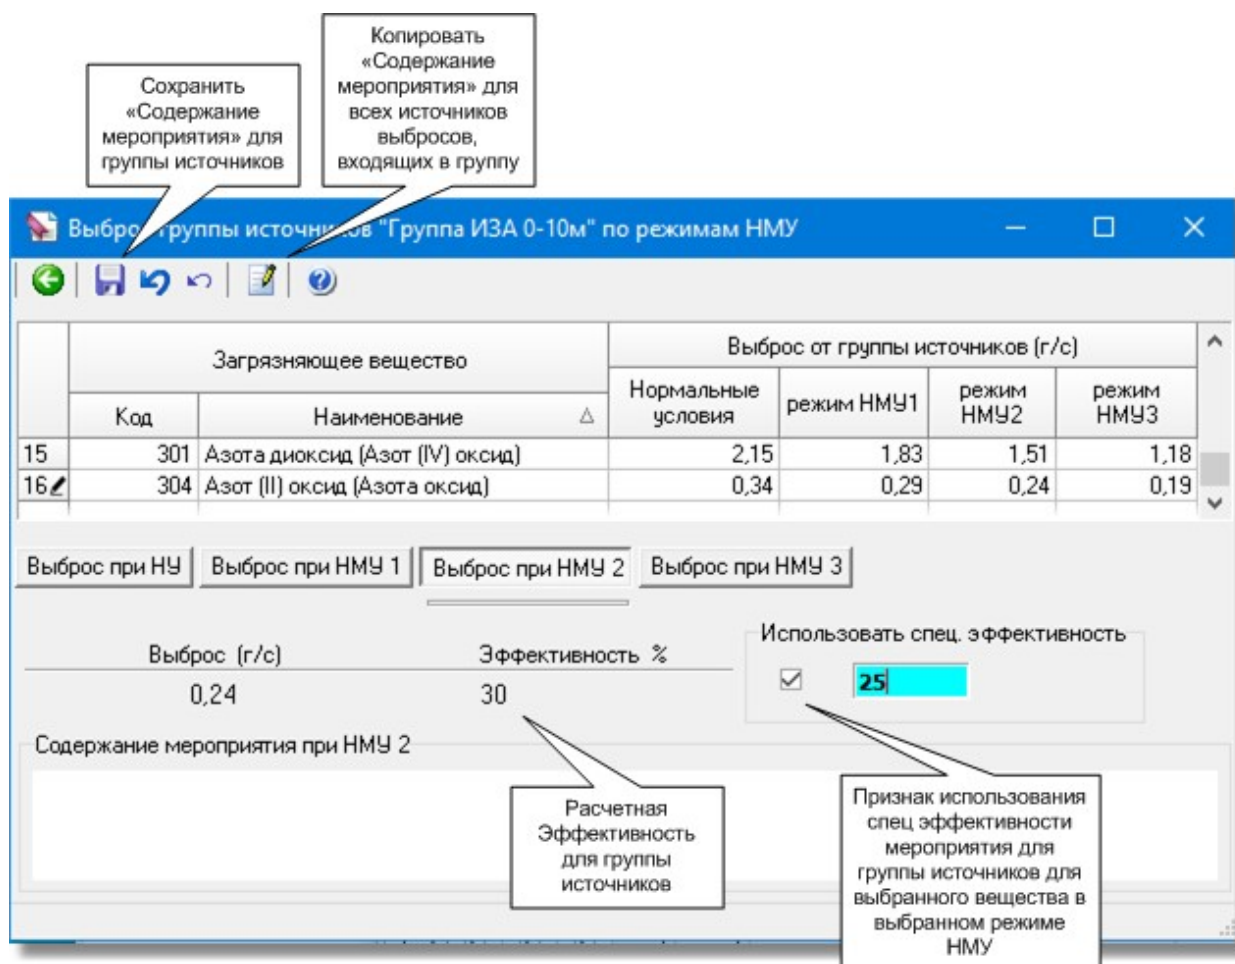 Сохранить
«Содержание
мероприятия» для
группы источников
Копировать
«Содержание
мероприятия» для
всех источников
выбросов,
входящих в группу
Выброс группы источников "Группа ИЗА 0-10м" по режимам НМУ
Загрязняющее вещество
Выброс от группы источников (г/с)
Код
Наименование
Нормальные
условия
режим НМУ1
режим
НМУ2
режим
НМУ3
15 301 Азота диоксид (Азот (IV) оксид) 2,15 1,83 1,51 1,18
16 304 Азот (II) оксид (Азота оксид) 0,34 0,29 0,24 0,19
Выброс при НУ Выброс при НМУ 1 Выброс при НМУ 2 Выброс при НМУ 3
Выброс (г/с) Эффективность %
0,24 30
Использовать спец. эффективность
25
Содержание мероприятия при НМУ 2
Расчетная
Эффективность
для группы
источников
Признак использования
спец эффективности
мероприятия для
группы источников для
выбранного вещества в
выбранном режиме
НМУ